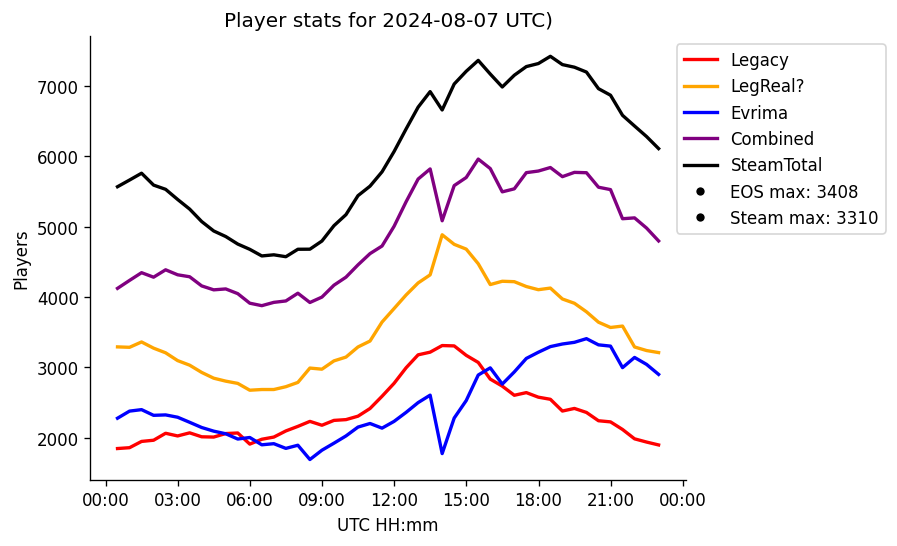 Player stats for 2024-08-07 UTC)
Legacy
LegReal?
Evrima
Combined
SteamTotal
EOS max: 3408
Steam max: 3310
7000
6000
5000
4000
3000
2000
Players
00:00 03:00 06:00 09:00 12:00 15:00 18:00 21:00 00:00
UTC HH:mm